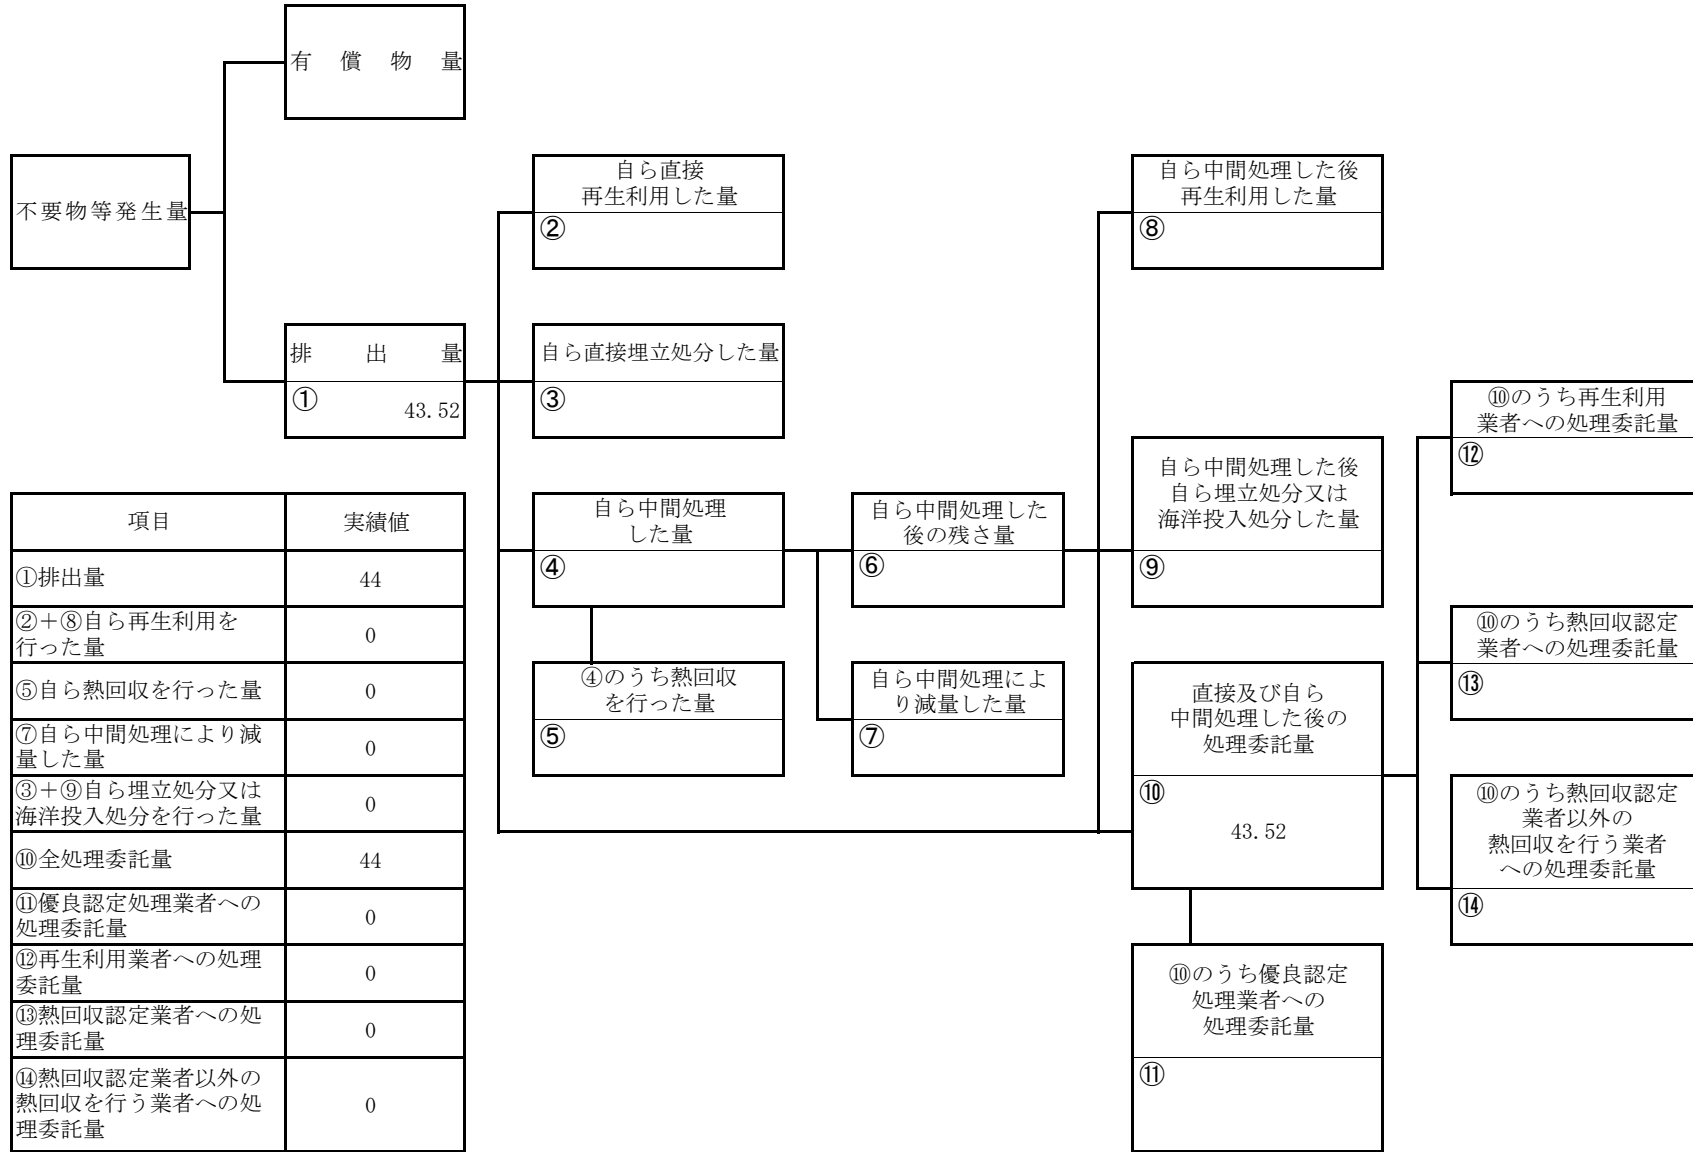 有償物量
不要物等発生量
自ら直接
再生利用した量
②
自ら中間処理した後
再生利用した量
⑧
排出量
① 43.52
自ら直接埋立処分した量
③
⑩のうち再生利用
業者への処理委託量
⑫
自ら中間処理した後
自ら埋立処分又は
海洋投入処分した量
⑨
自ら中間処理
した量
④
自ら中間処理した
後の残さ量
⑥
⑩のうち熱回収認定
業者への処理委託量
⑬
④のうち熱回収
を行った量
⑤
自ら中間処理によ
り減量した量
⑦
直接及び自ら
中間処理した後の
処理委託量
⑩
43.52
⑩のうち熱回収認定
業者以外の
熱回収を行う業者
への処理委託量
⑭
⑩のうち優良認定
処理業者への
処理委託量
⑪
項目 実績値
①排出量 44
②＋⑧自ら再生利用を
行った量 0
⑤自ら熱回収を行った量 0
⑦自ら中間処理により減
量した量 0
③＋⑨自ら埋立処分又は
海洋投入処分を行った量 0
⑩全処理委託量 44
⑪優良認定処理業者への
処理委託量 0
⑫再生利用業者への処理
委託量 0
⑬熱回収認定業者への処
理委託量 0
⑭熱回収認定業者以外の
熱回収を行う業者への処
理委託量 0